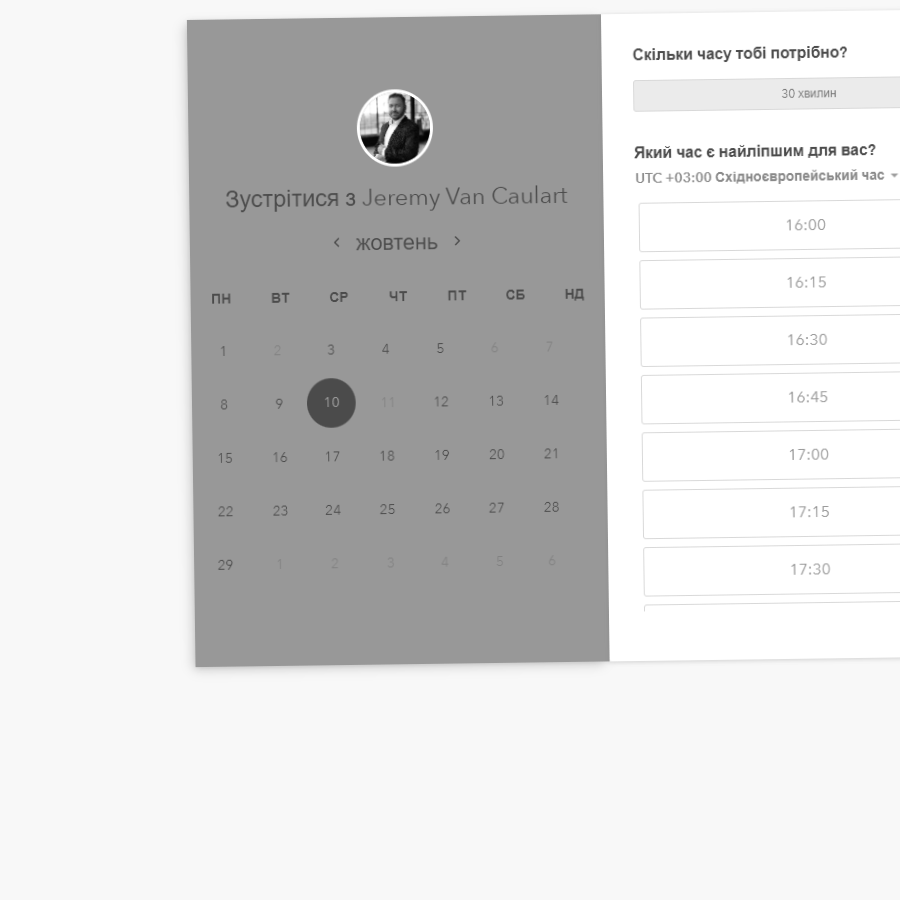 Зустрітися з Jeremy Van Caulart
жовтень
ПН ВТ СР ЧТ ПТ СБ НД
1 2 3 4 5 6 7
8 9 10 11 12 13 14
15 16 17 18 19 20 21
22 23 24 25 26 27 28
29 1 2 3 4 5 6
Скільки часу тобі потрібно?
30 хвилин
Який час є найліпшим для вас?
UTC +03:00 Східноєвропейський час
16:00
16:15
16:30
16:45
17:00
17:15
17:30